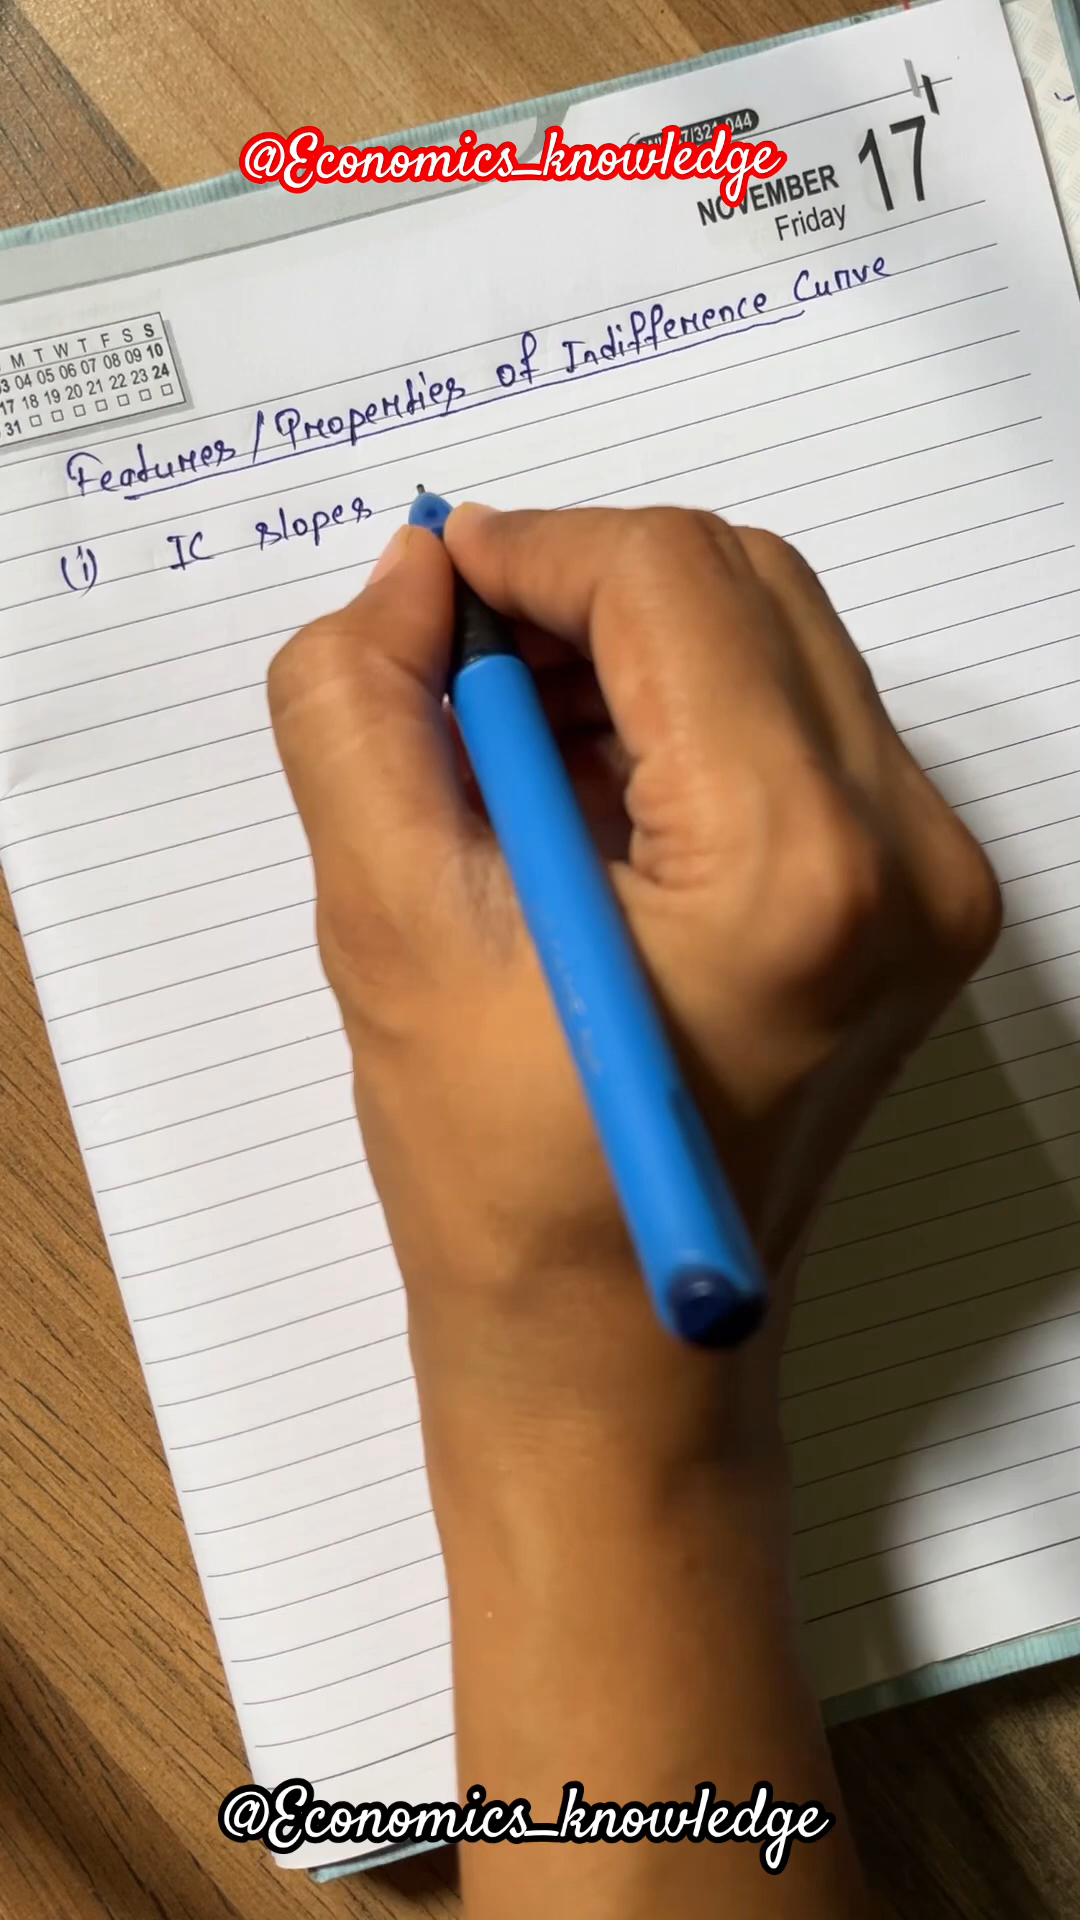 @Economics_knowledge
NOVEMBER 17
Friday
M T W T F S S
03 04 05 06 07 08 09 10
17 18 19 20 21 22 23 24
31
Features/Properties of Indifference Curve
(i) IC slopes
@Economics_knowledge